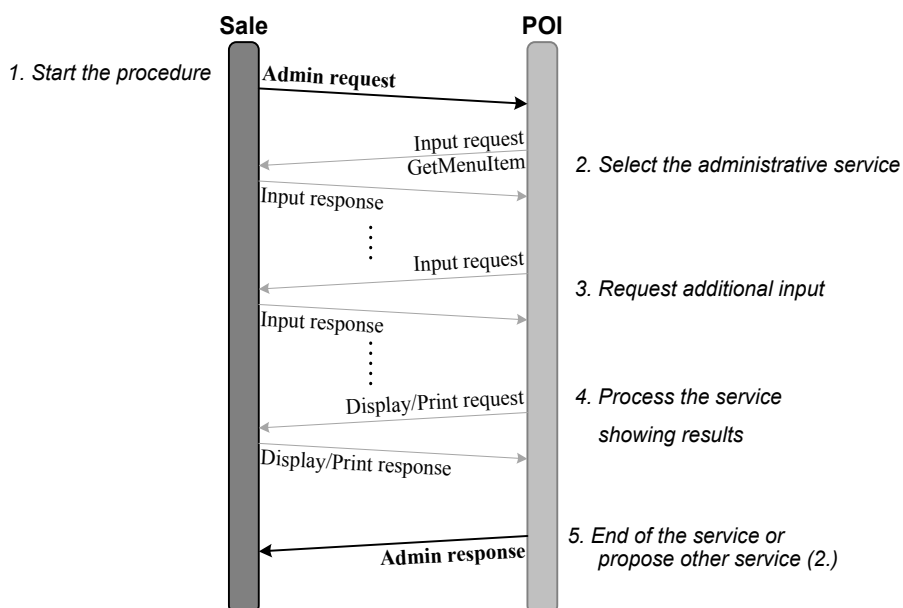 Sale
POI
1. Start the procedure
Admin request
Input request
GetMenuItem
2. Select the administrative service
Input response
Input request
3. Request additional input
Input response
Display/Print request
4. Process the service
showing results
Display/Print response
5. End of the service or
propose other service (2.)
Admin response